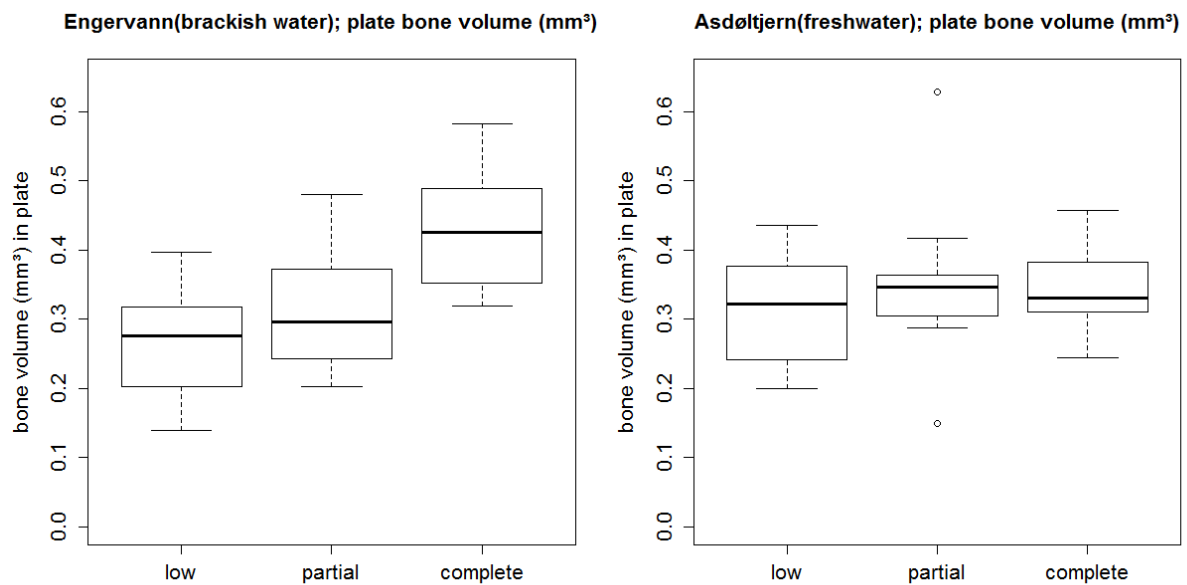 Engervann(brackish water); plate bone volume (mm³)
bone volume (mm³) in plate
0.6
0.5
0.4
0.3
0.2
0.1
0.0
low partial complete
Asdøltjern(freshwater); plate bone volume (mm³)
bone volume (mm³) in plate
0.6
0.5
0.4
0.3
0.2
0.1
0.0
low partial complete